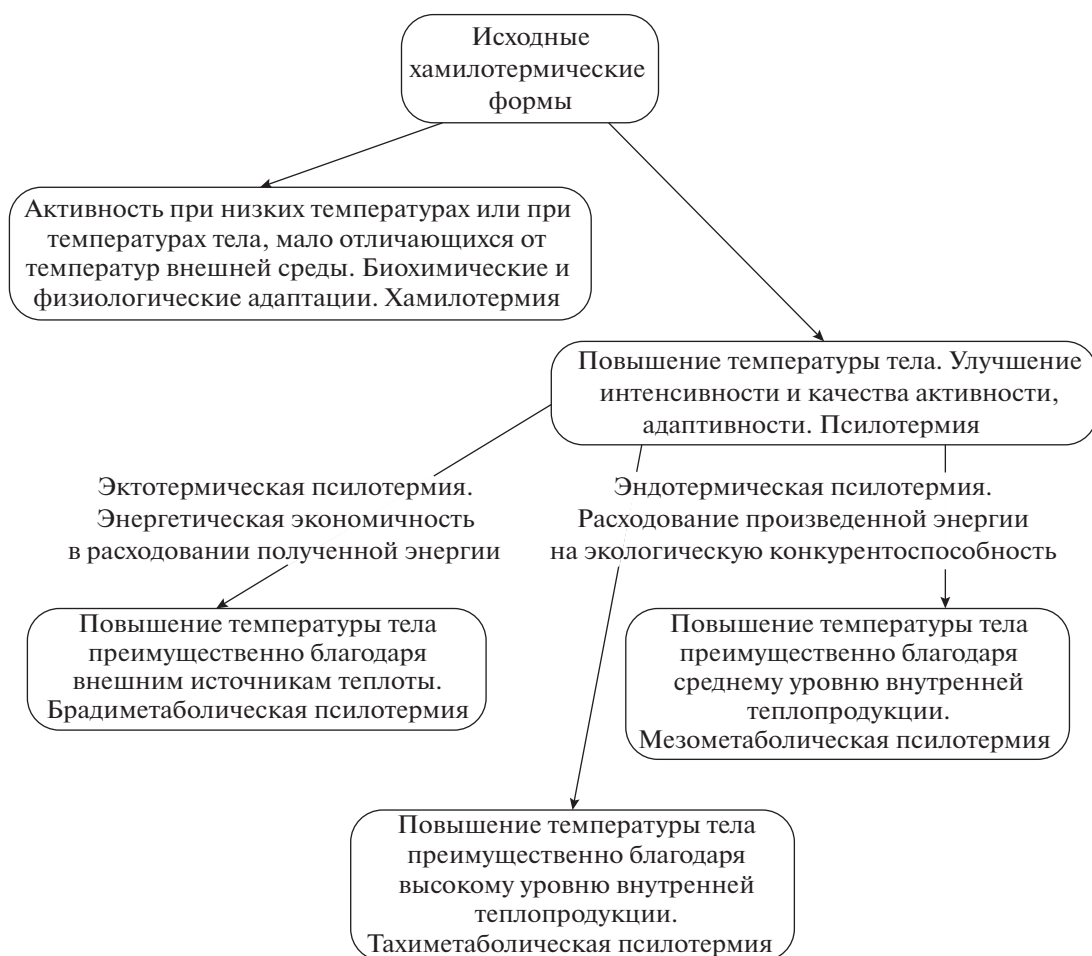 Исходные
хамилотермические
формы
Активность при низких температурах или при
температурах тела, мало отличающихся от
температур внешней среды. Биохимические и
физиологические адаптации. Хамилотермия
Повышение температуры тела. Улучшение
интенсивности и качества активности,
адаптивности. Псилотермия
Эктотермическая псилотермия.
Энергетическая экономичность
в расходовании полученной энергии
Эндотермическая псилотермия.
Расходование произведенной энергии
на экологическую конкурентоспособность
Повышение температуры тела
преимущественно благодаря
внешним источникам теплоты.
Брадиметаболическая псилотермия
Повышение температуры тела
преимущественно благодаря
среднему уровню внутренней
теплопродукции.
Мезометаболическая псилотермия
Повышение температуры тела
преимущественно благодаря
высокому уровню внутренней
теплопродукции.
Тахиметаболическая псилотермия